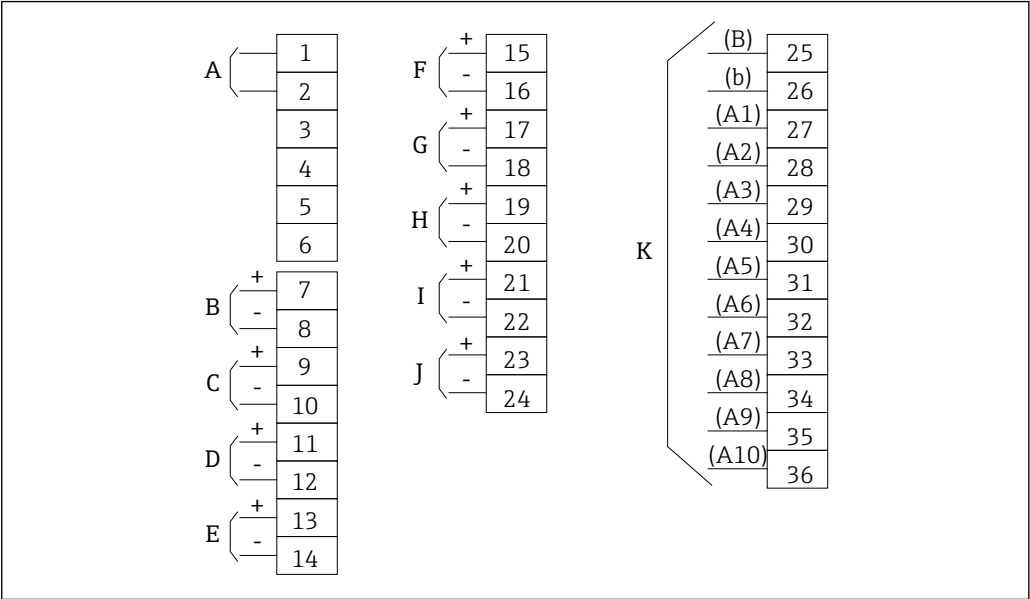 A
1
2
3
4
5
6
B
+ 7
- 8
C
+ 9
- 10
D
+ 11
- 12
E
+ 13
- 14
F
+ 15
- 16
G
+ 17
- 18
H
+ 19
- 20
I
+ 21
- 22
J
+ 23
- 24
K
(B) 25
(b) 26
(A1) 27
(A2) 28
(A3) 29
(A4) 30
(A5) 31
(A6) 32
(A7) 33
(A8) 34
(A9) 35
(A10) 36